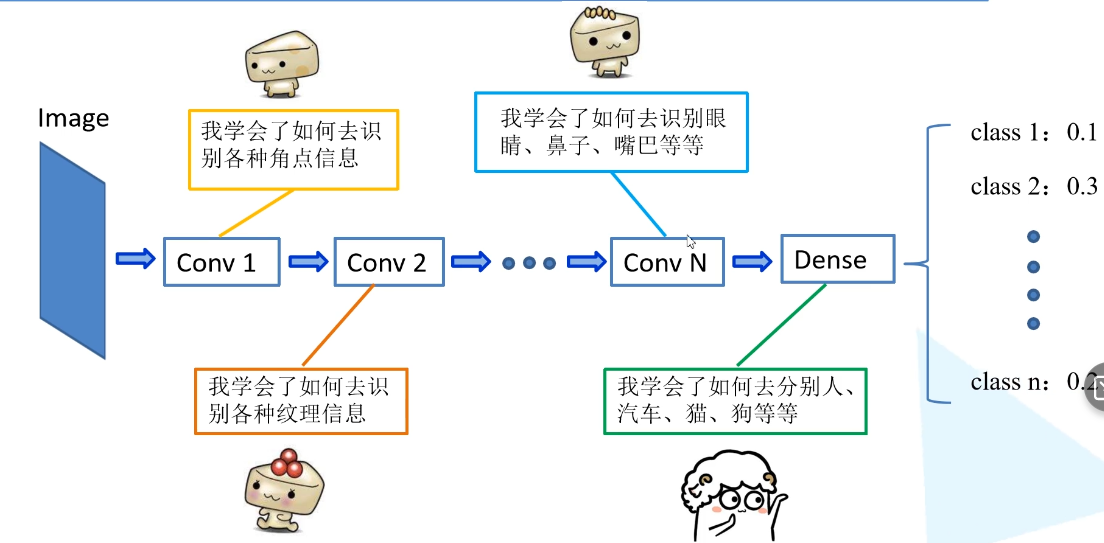 Image
我学会了如何去识
别各种角点信息
我学会了如何去识别眼
睛、鼻子、嘴巴等等
class 1：0.1
class 2：0.3
Conv 1
Conv 2
Conv N
Dense
我学会了如何去识
别各种纹理信息
我学会了如何去分别人、
汽车、猫、狗等等
class n：0.2